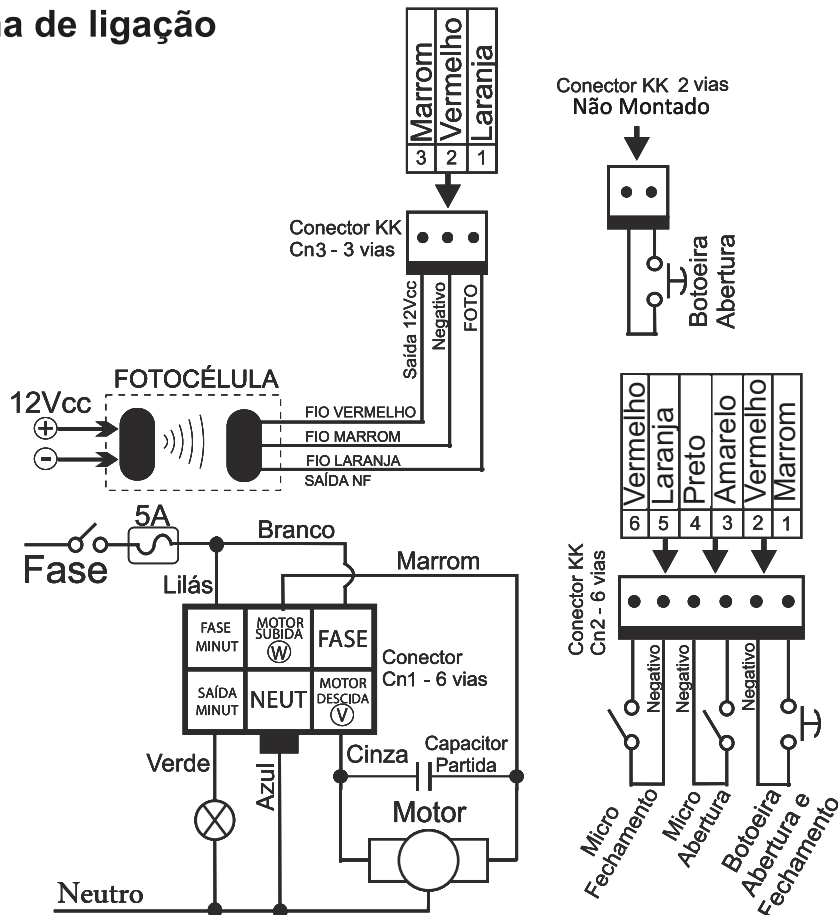 a de ligação
Marrom
Vermelho
Laranja
3 2 1
Conector KK
Cn3 - 3 vias
Saída 12Vcc
Negativo
FOTO
Conector KK 2 vias
Não Montado
Botoeira
Abertura
FOTOCÉLULA
12Vcc
+
-
FIO VERMELHO
FIO MARROM
FIO LARANJA
SAÍDA NF
Vermelho
Laranja
Preto
Amarelo
Vermelho
Marrom
6 5 4 3 2 1
Conector KK
Cn2 - 6 vias
Negativo
Negativo
Negativo
Micro
Fechamento
Micro
Abertura
Botoeira
Abertura e
Fechamento
5A
Fase
Branco
Lilás
Marrom
FASE
MINUT
MOTOR
SUBIDA
W
FASE
SAÍDA
MINUT
NEUT
MOTOR
DESCIDA
V
Conector
Cn1 - 6 vias
Verde
Azul
Cinza
Capacitor
Partida
Motor
Neutro